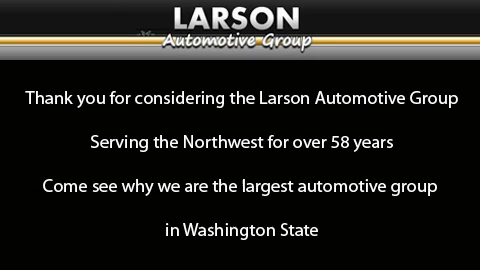 LARSON
Automotive Group
Thank you for considering the Larson Automotive Group
Serving the Northwest for over 58 years
Come see why we are the largest automotive group
in Washington State